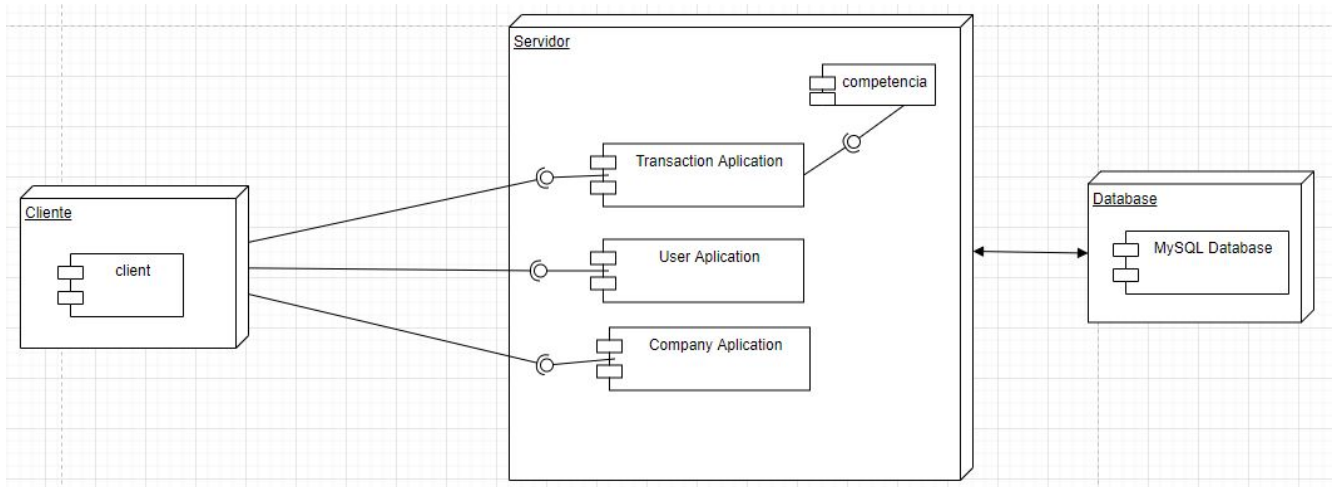 Servidor
competencia
Transaction Aplication
Cliente
client
User Aplication
Company Aplication
Database
MySQL Database